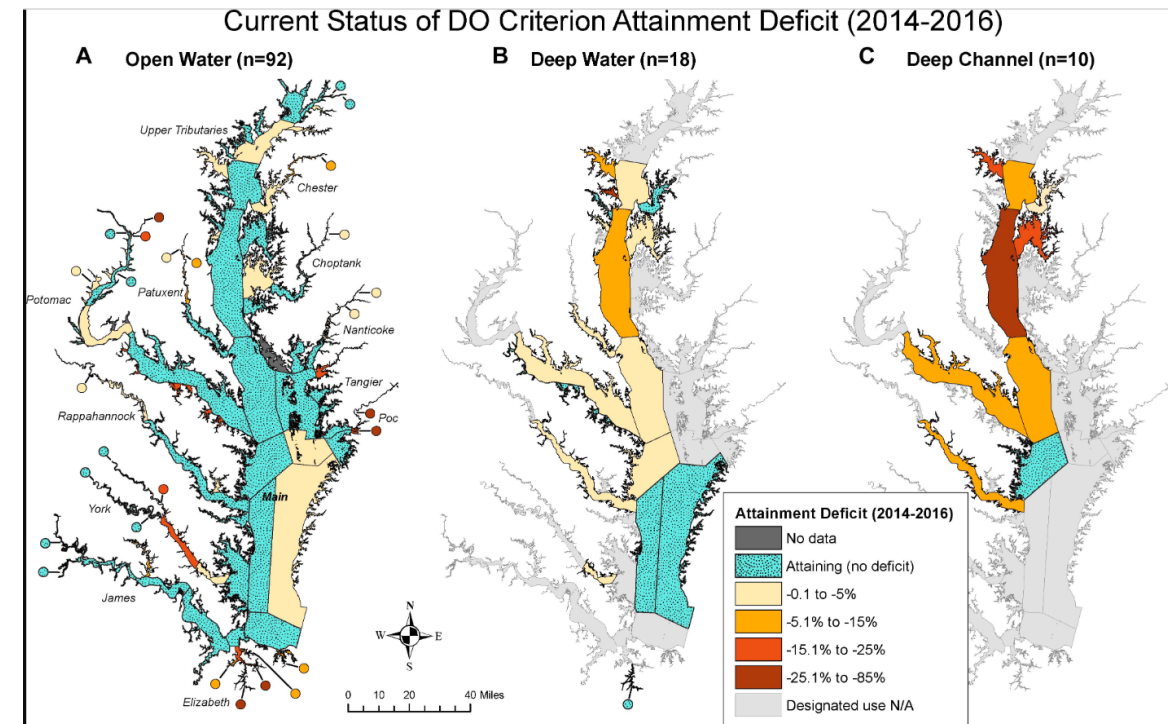 Current Status of DO Criterion Attainment Deficit (2014-2016)
A Open Water (n=92)
B Deep Water (n=18)
C Deep Channel (n=10)
Upper Tributaries
Chester
Choptank
Potomac
Patuxent
Nanticoke
Tangier
Rappahannock
Poc
Main
York
James
Elizabeth
N
W E
S
0 10 20 40 Miles
Attainment Deficit (2014-2016)
No data
Attaining (no deficit)
-0.1 to -5%
-5.1% to -15%
-15.1% to -25%
-25.1% to -85%
Designated use N/A